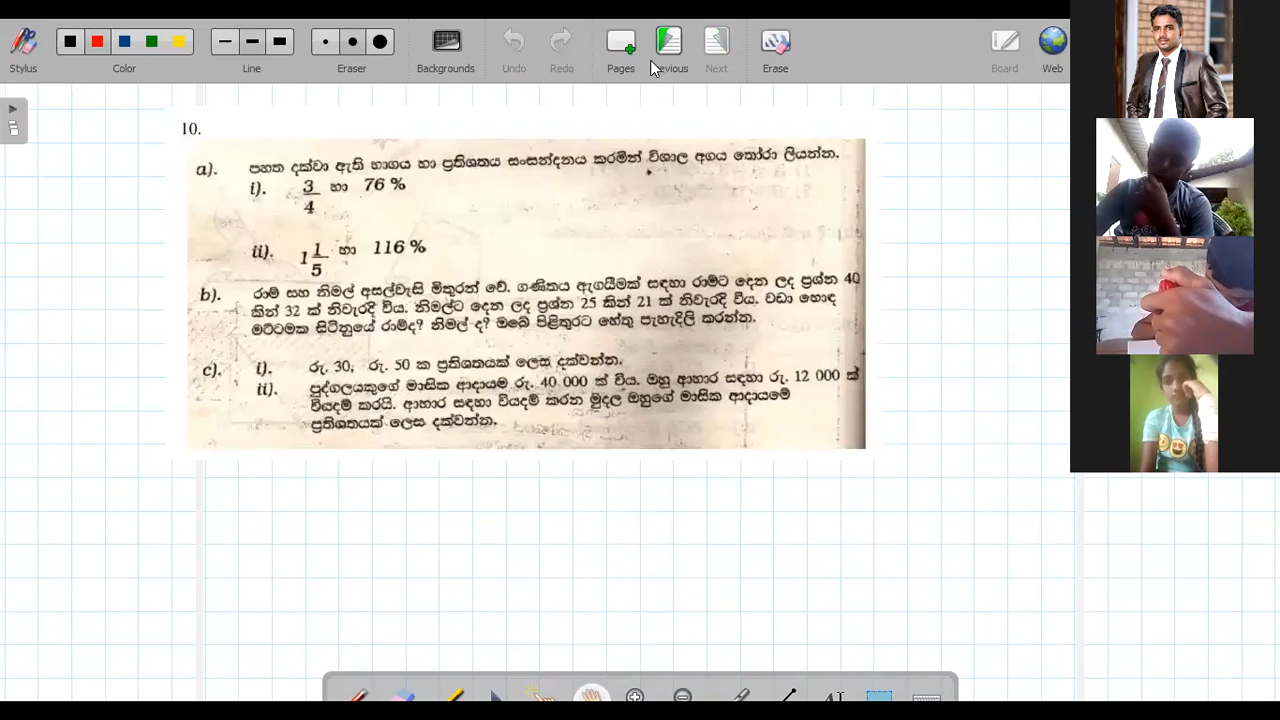 Stylus Color Line Eraser Backgrounds Undo Redo Pages Next Erase Board Web
10.
a). පහත දක්වා ඇති භාගය හා ප්‍රතිශතය සංසන්දනය කරමින් විශාල අගය තෝරා ලියන්න.
i). 3/4 හා 76 %
ii). 1 1/5 හා 116 %
b). රාම් සහ නිමල් අසල්වැසි මිතුරන් වේ. ගණිතය ඇගයීමක් සඳහා රාම්ට දෙන ලද ප්‍රශ්න 40
කින් 32 ක් නිවැරදි විය. නිමල්ට දෙන ලද ප්‍රශ්න 25 කින් 21 ක් නිවැරදි විය. වඩා හොඳ
මට්ටමක සිටිනුයේ රාම්ද? නිමල් ද? ඔබේ පිළිතුරට හේතු පැහැදිලි කරන්න.
c). i). රු. 30, රු. 50 ක ප්‍රතිශතයක් ලෙස දක්වන්න.
ii). පුද්ගලයකුගේ මාසික ආදායම රු. 40 000 ක් විය. ඔහු ආහාර සඳහා රු. 12 000 ක්
වියදම් කරයි. ආහාර සඳහා වියදම් කරන මුදල ඔහුගේ මාසික ආදායමේ
ප්‍රතිශතයක් ලෙස දක්වන්න.